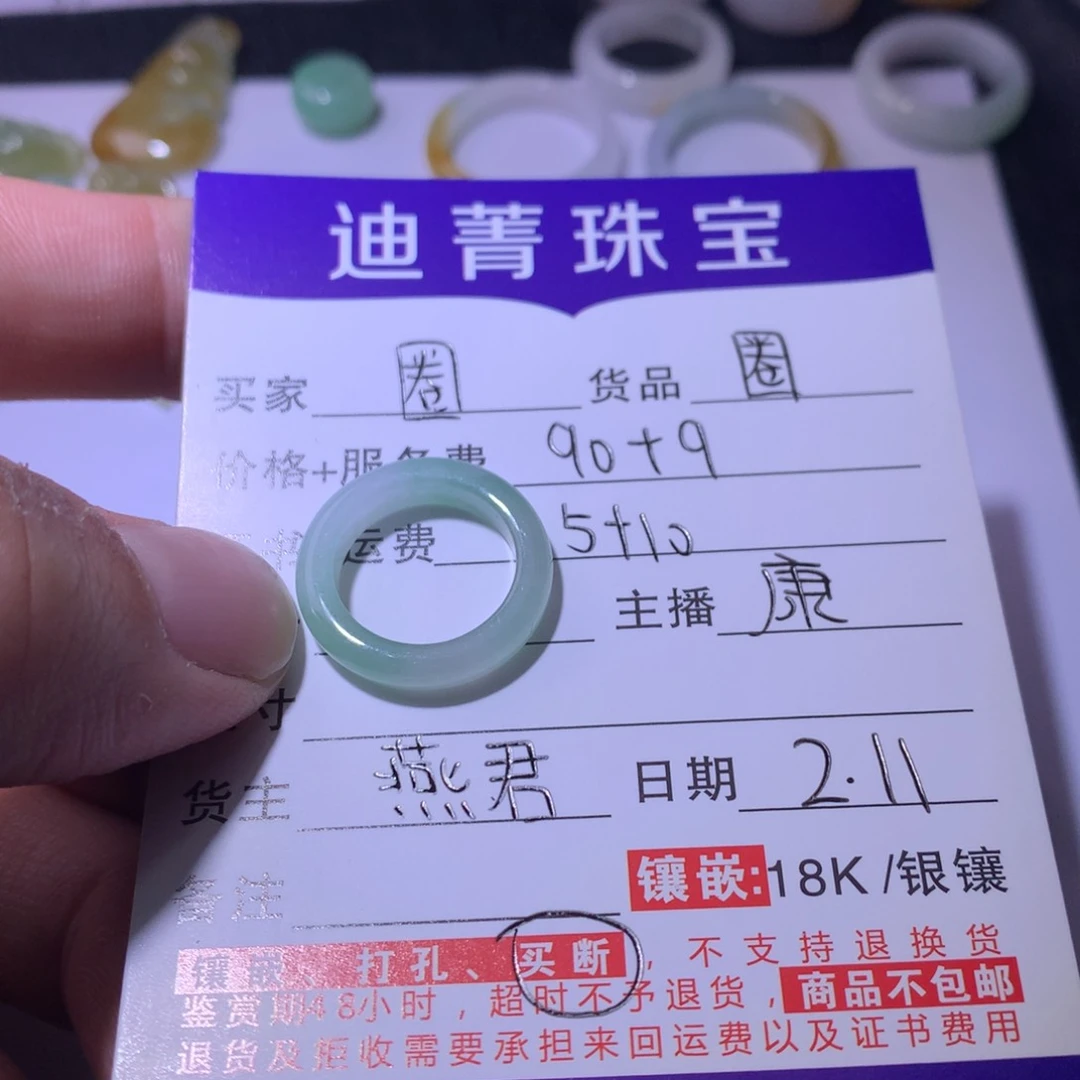 迪菁珠宝
买家 圈 货品 圈
价格+服务费 90+9
运费 5+10
主播 康
寸
货主 燕君 日期 2.11
备注 镶嵌:18K/银镶
镶嵌、打孔、买断，不支持退换货
鉴赏期48小时，超时不予退货，商品不包邮
退货及拒收需要承担来回运费以及证书费用